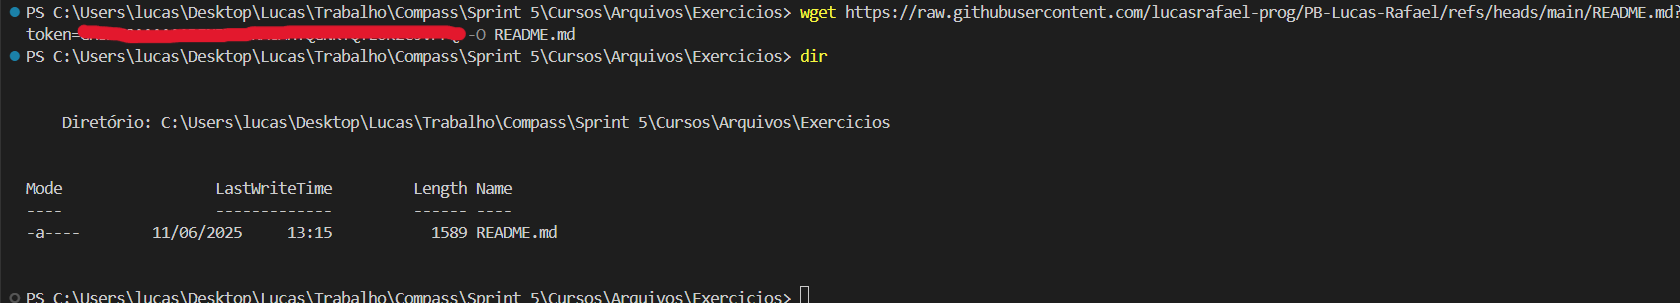 PS C:\Users\lucas\Desktop\Lucas\Trabalho\Compass\Sprint 5\Cursos\Arquivos\Exercicios> wget https://raw.githubusercontent.com/lucasrafael-prog/PB-Lucas-Rafael/refs/heads/main/README.md?
token= -O README.md
PS C:\Users\lucas\Desktop\Lucas\Trabalho\Compass\Sprint 5\Cursos\Arquivos\Exercicios> dir
Diretório: C:\Users\lucas\Desktop\Lucas\Trabalho\Compass\Sprint 5\Cursos\Arquivos\Exercicios
Mode LastWriteTime Length Name
---- ------------- ------ ----
-a---- 11/06/2025 13:15 1589 README.md
PS C:\Users\lucas\Desktop\Lucas\Trabalho\Compass\Sprint 5\Cursos\Arquivos\Exercicios>